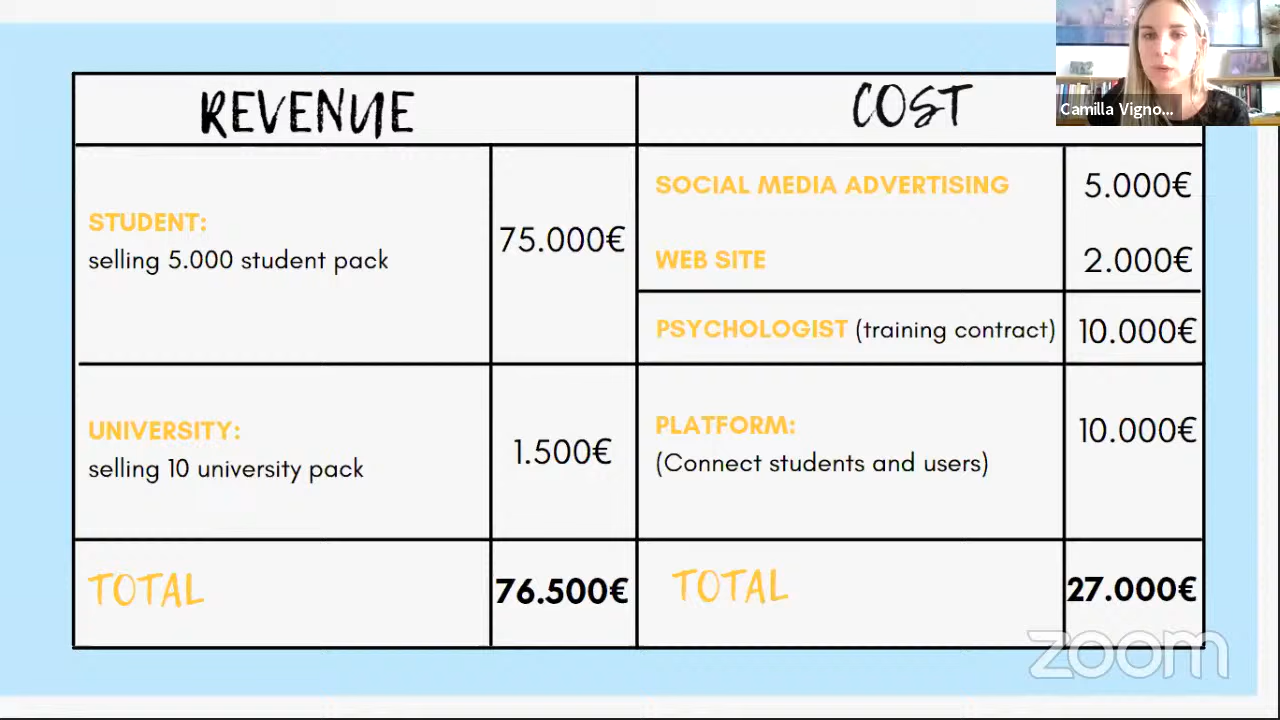 REVENUE
COST
Camilla Vigno...
STUDENT:
selling 5.000 student pack
75.000€
SOCIAL MEDIA ADVERTISING
5.000€
WEB SITE
2.000€
PSYCHOLOGIST (training contract)
10.000€
UNIVERSITY:
selling 10 university pack
1.500€
PLATFORM:
(Connect students and users)
10.000€
TOTAL
76.500€
TOTAL
27.000€
zoom